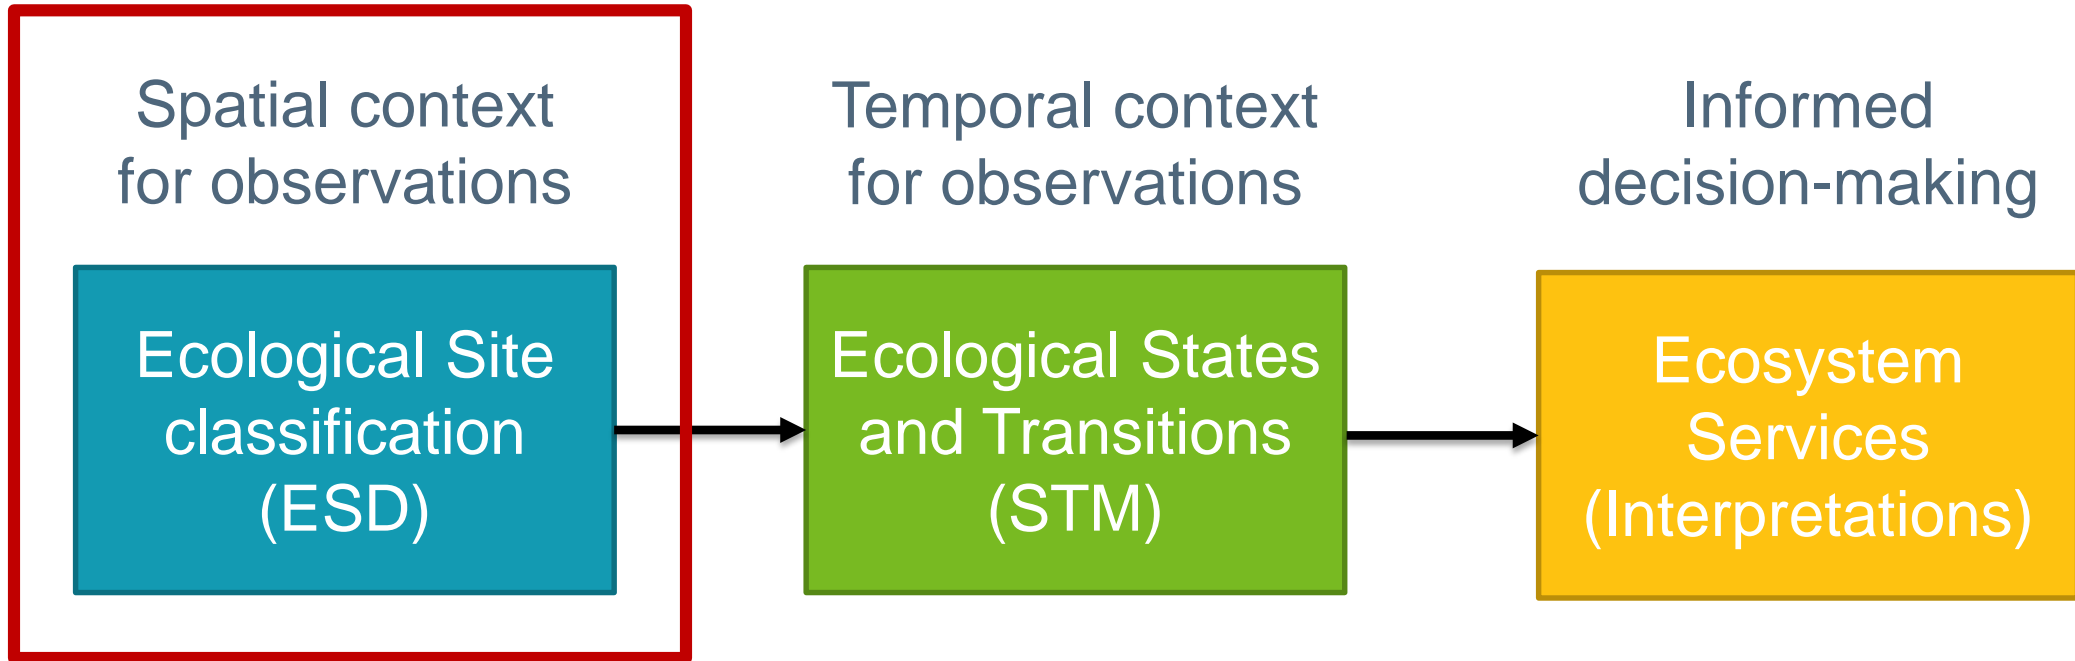 Spatial context
for observations
Ecological Site
classification
(ESD)
Temporal context
for observations
Ecological States
and Transitions
(STM)
Informed
decision-making
Ecosystem
Services
(Interpretations)